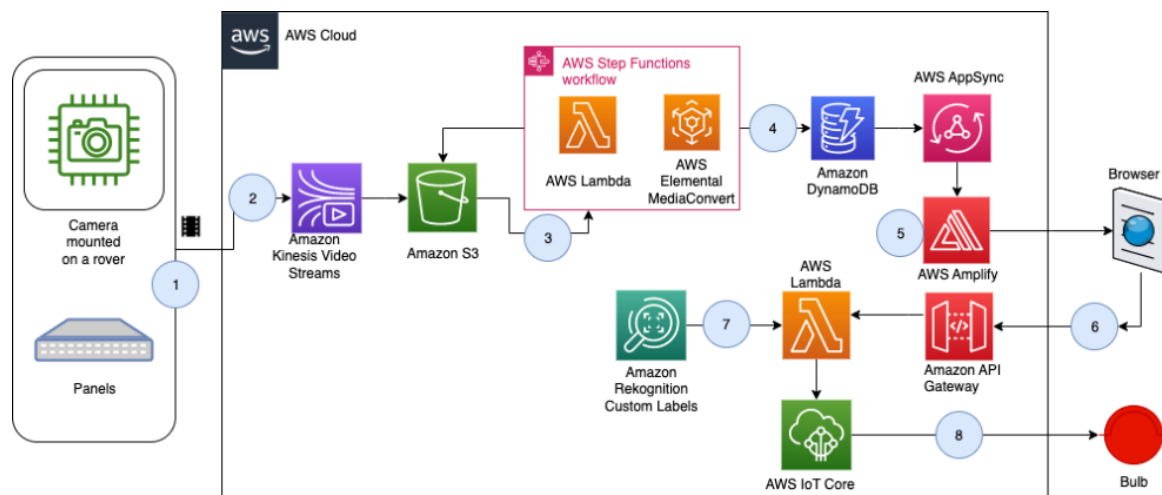 aws
AWS Cloud
AWS Step Functions
workflow
AWS AppSync
Camera
mounted
on a rover
1
Panels
2
Amazon
Kinesis Video
Streams
Amazon S3
3
AWS Lambda
AWS
Elemental
MediaConvert
4
Amazon
DynamoDB
5
AWS Amplify
Browser
6
Amazon API
Gateway
AWS
Lambda
7
Amazon
Rekognition
Custom Labels
AWS IoT Core
8
Bulb